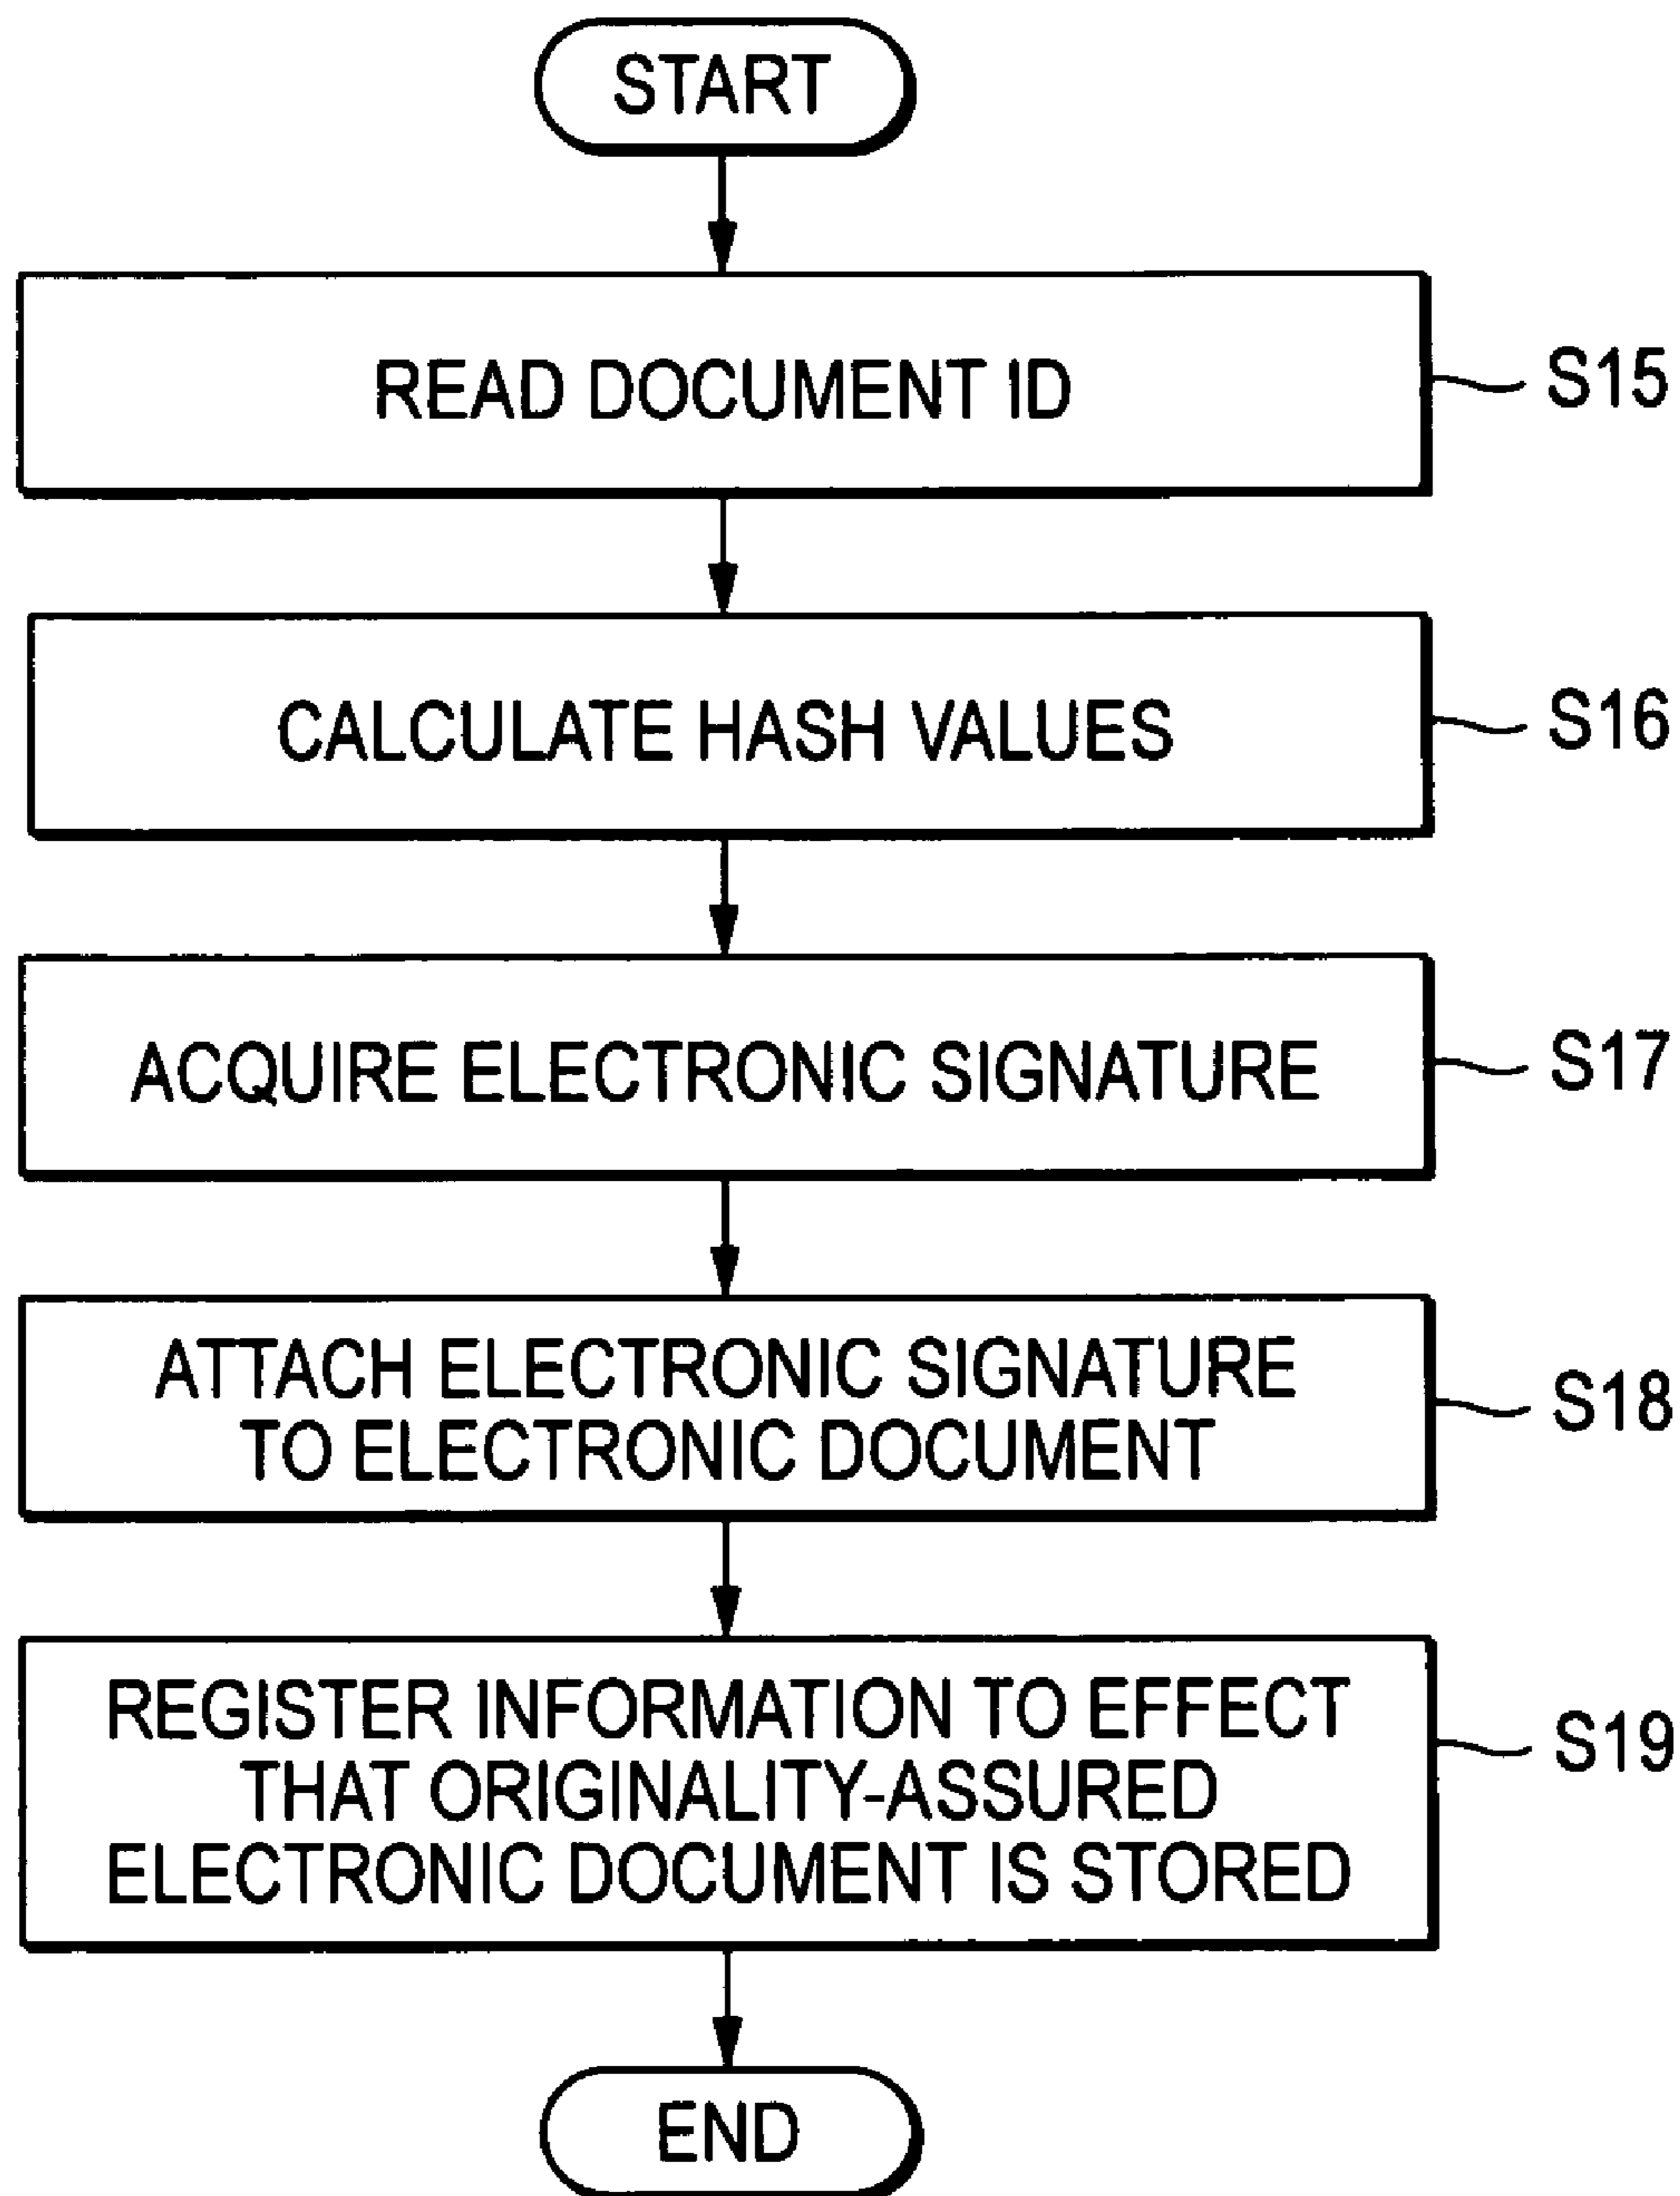 START
READ DOCUMENT ID
S15
CALCULATE HASH VALUES
S16
ACQUIRE ELECTRONIC SIGNATURE
S17
ATTACH ELECTRONIC SIGNATURE
TO ELECTRONIC DOCUMENT
S18
REGISTER INFORMATION TO EFFECT
THAT ORIGINALITY-ASSURED
ELECTRONIC DOCUMENT IS STORED
S19
END